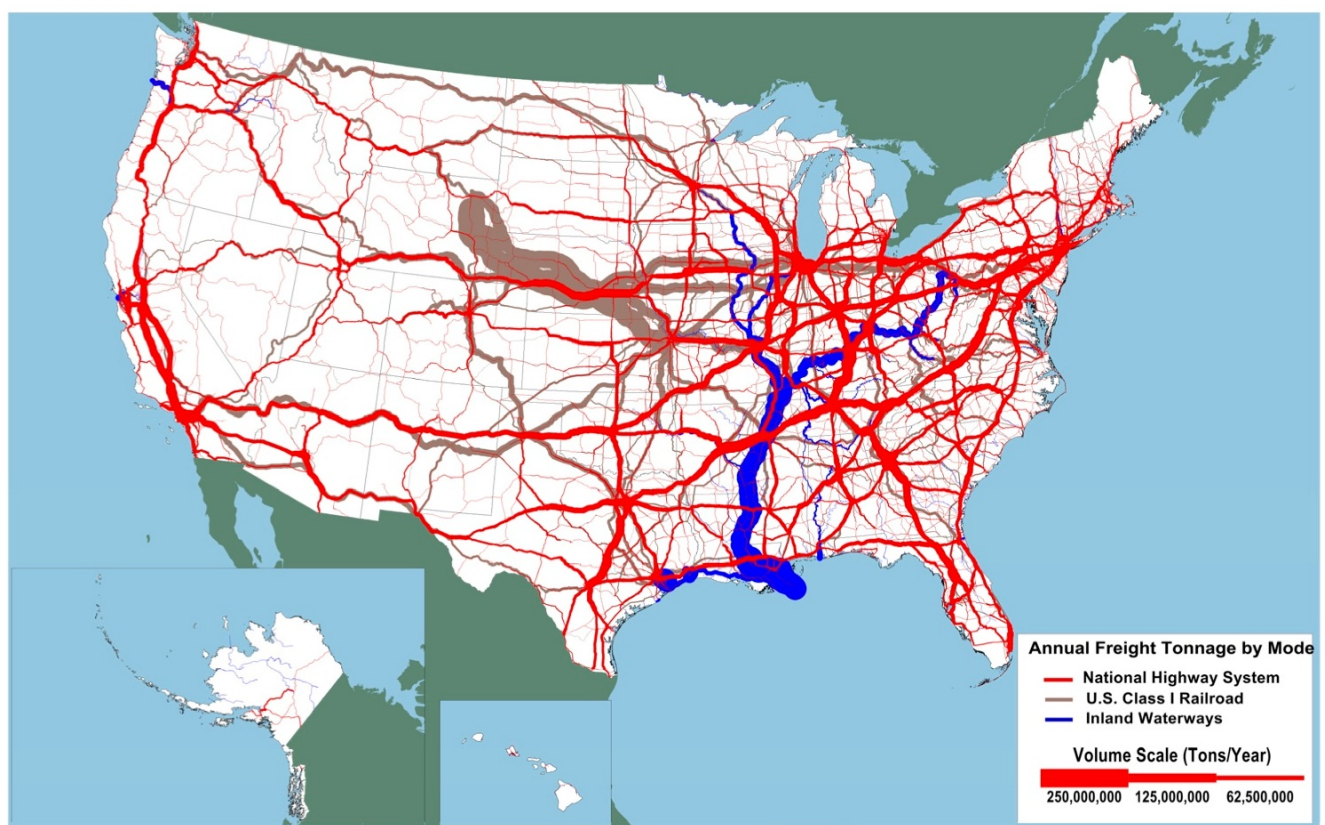 Annual Freight Tonnage by Mode
National Highway System
U.S. Class I Railroad
Inland Waterways
Volume Scale (Tons/Year)
250,000,000 125,000,000 62,500,000